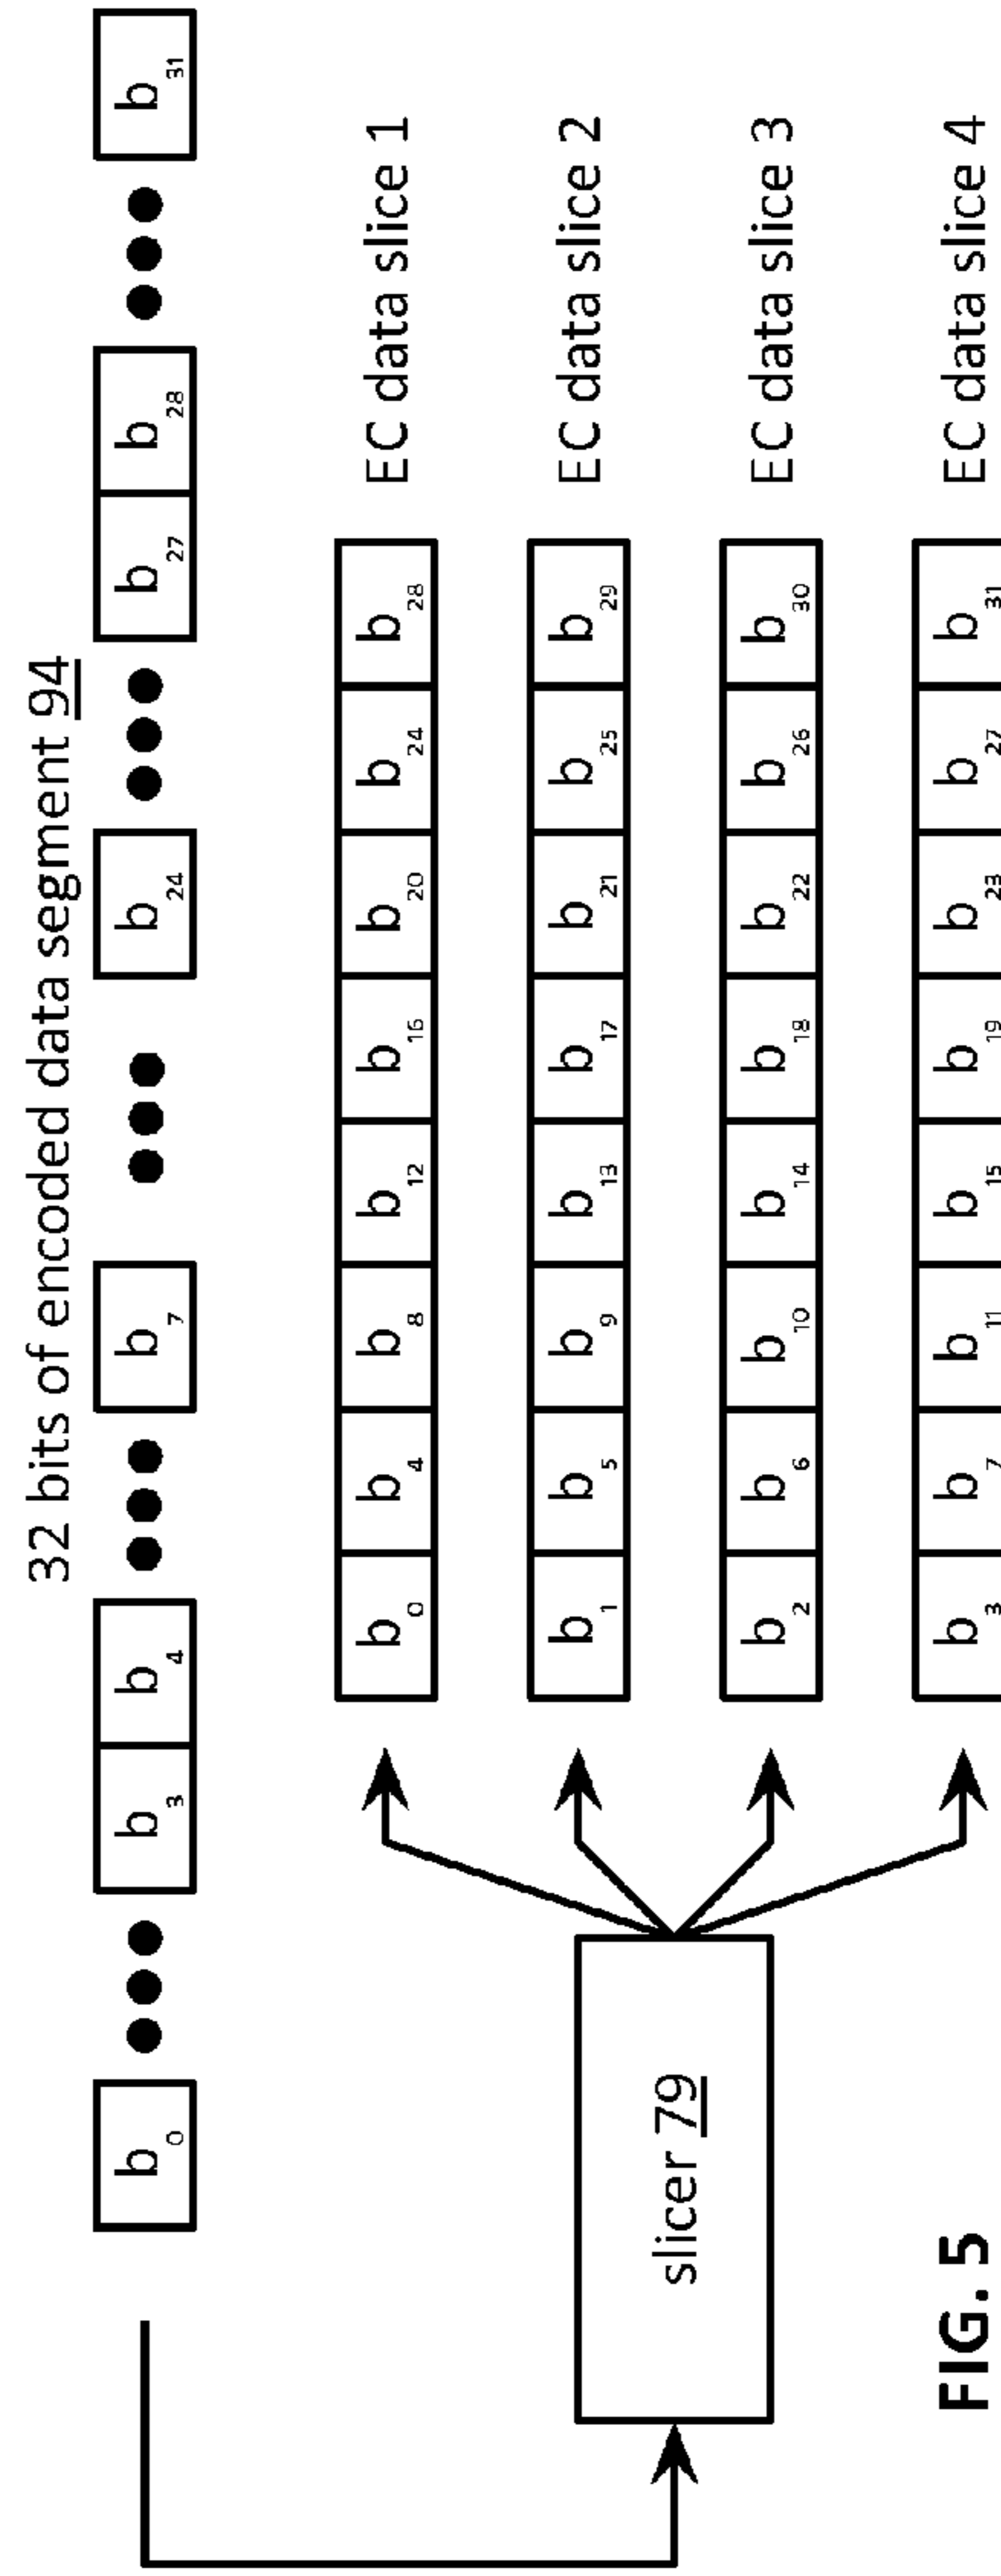 32 bits of encoded data segment 94
b0 b3 b4 b7 b24 b27 b28 b31
b0 b4 b8 b12 b16 b20 b24 b28 EC data slice 1
b1 b5 b9 b13 b17 b21 b25 b29 EC data slice 2
slicer 79
b2 b6 b10 b14 b18 b22 b26 b30 EC data slice 3
b3 b7 b11 b15 b19 b23 b27 b31 EC data slice 4
FIG. 5